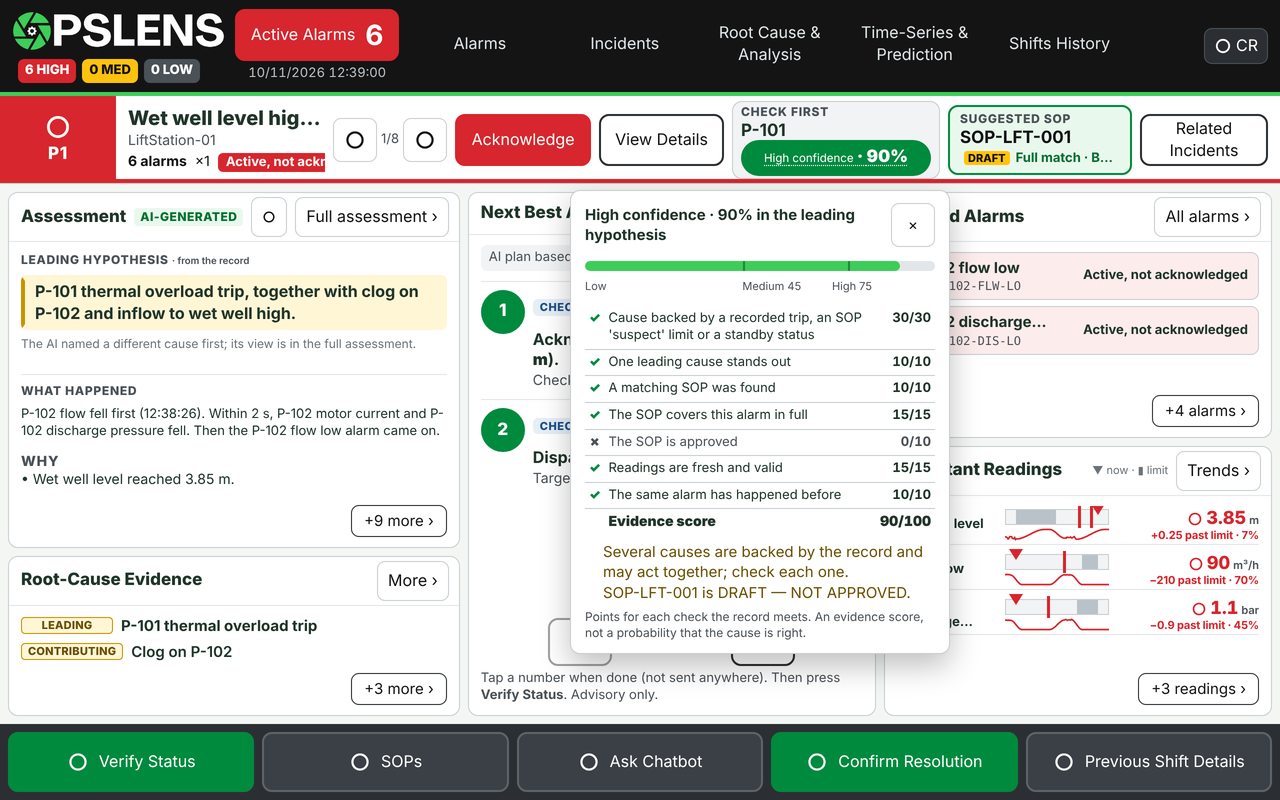 PSLENS
Active Alarms 6
6 HIGH 0 MED 0 LOW
10/11/2026 12:39:00
Alarms
Incidents
Root Cause &
Analysis
Time-Series &
Prediction
Shifts History
CR
P1
Wet well level hig…
LiftStation-01
6 alarms ×1 Active, not ackr
1/8
Acknowledge
View Details
CHECK FIRST
P-101
High confidence · 90%
SUGGESTED SOP
SOP-LFT-001
DRAFT Full match · B…
Related
Incidents
Assessment AI-GENERATED
Full assessment ›
LEADING HYPOTHESIS · from the record
P-101 thermal overload trip, together with clog on
P-102 and inflow to wet well high.
The AI named a different cause first; its view is in the full assessment.
WHAT HAPPENED
P-102 flow fell first (12:38:26). Within 2 s, P-102 motor current and P-
102 discharge pressure fell. Then the P-102 flow low alarm came on.
WHY
• Wet well level reached 3.85 m.
+9 more ›
Root-Cause Evidence
More ›
LEADING P-101 thermal overload trip
CONTRIBUTING Clog on P-102
+3 more ›
Next Best
AI plan based
1
CHEC
Ackn
m).
Check
2
CHEC
Dispa
Target
Tap a number when done (not sent anywhere). Then press
Verify Status. Advisory only.
High confidence · 90% in the leading
hypothesis
×
Low Medium 45 High 75
✔ Cause backed by a recorded trip, an SOP 30/30
'suspect' limit or a standby status
✔ One leading cause stands out 10/10
✔ A matching SOP was found 10/10
✔ The SOP covers this alarm in full 15/15
✖ The SOP is approved 0/10
✔ Readings are fresh and valid 15/15
✔ The same alarm has happened before 10/10
Evidence score 90/100
Several causes are backed by the record and
may act together; check each one.
SOP-LFT-001 is DRAFT — NOT APPROVED.
Points for each check the record meets. An evidence score,
not a probability that the cause is right.
d Alarms
All alarms ›
2 flow low
102-FLW-LO
Active, not acknowledged
2 discharge…
102-DIS-LO
Active, not acknowledged
+4 alarms ›
tant Readings
▼ now · ▮ limit
Trends ›
level
3.85 m
+0.25 past limit · 7%
ow
90 m³/h
−210 past limit · 70%
ge…
1.1 bar
−0.9 past limit · 45%
+3 readings ›
Verify Status
SOPs
Ask Chatbot
Confirm Resolution
Previous Shift Details